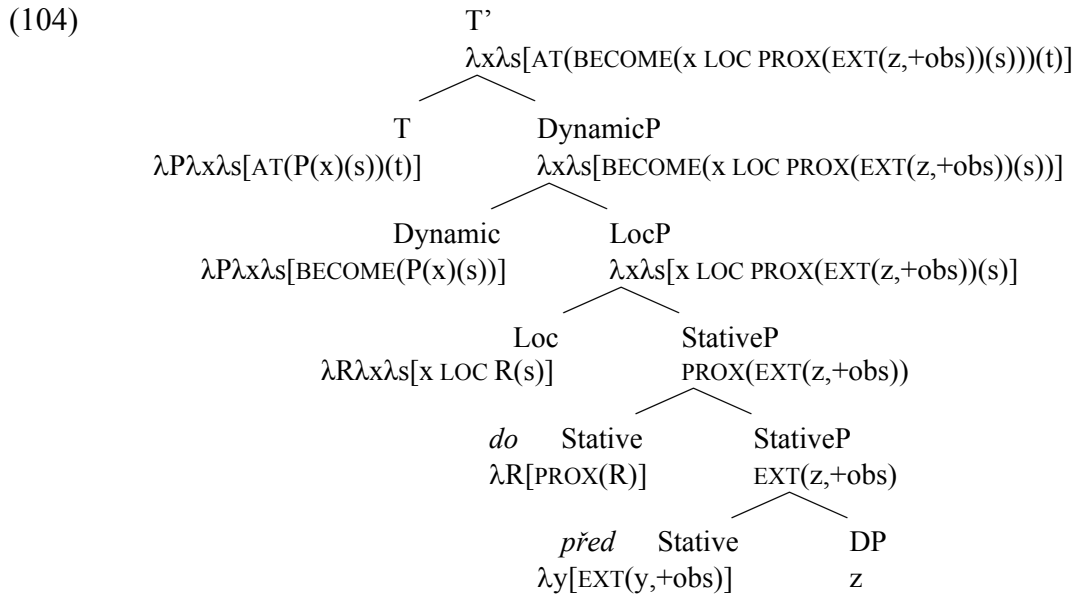 (104) T’
λxλs[AT(BECOME(x LOC PROX(EXT(z,+obs))(s)))(t)]
T DynamicP
λPλxλs[AT(P(x)(s))(t)] λxλs[BECOME(x LOC PROX(EXT(z,+obs))(s))]
Dynamic LocP
λPλxλs[BECOME(P(x)(s))] λxλs[x LOC PROX(EXT(z,+obs))(s)]
Loc StativeP
λRλxλs[x LOC R(s)] PROX(EXT(z,+obs))
do Stative StativeP
λR[PROX(R)] EXT(z,+obs)
před Stative DP
λy[EXT(y,+obs)] z